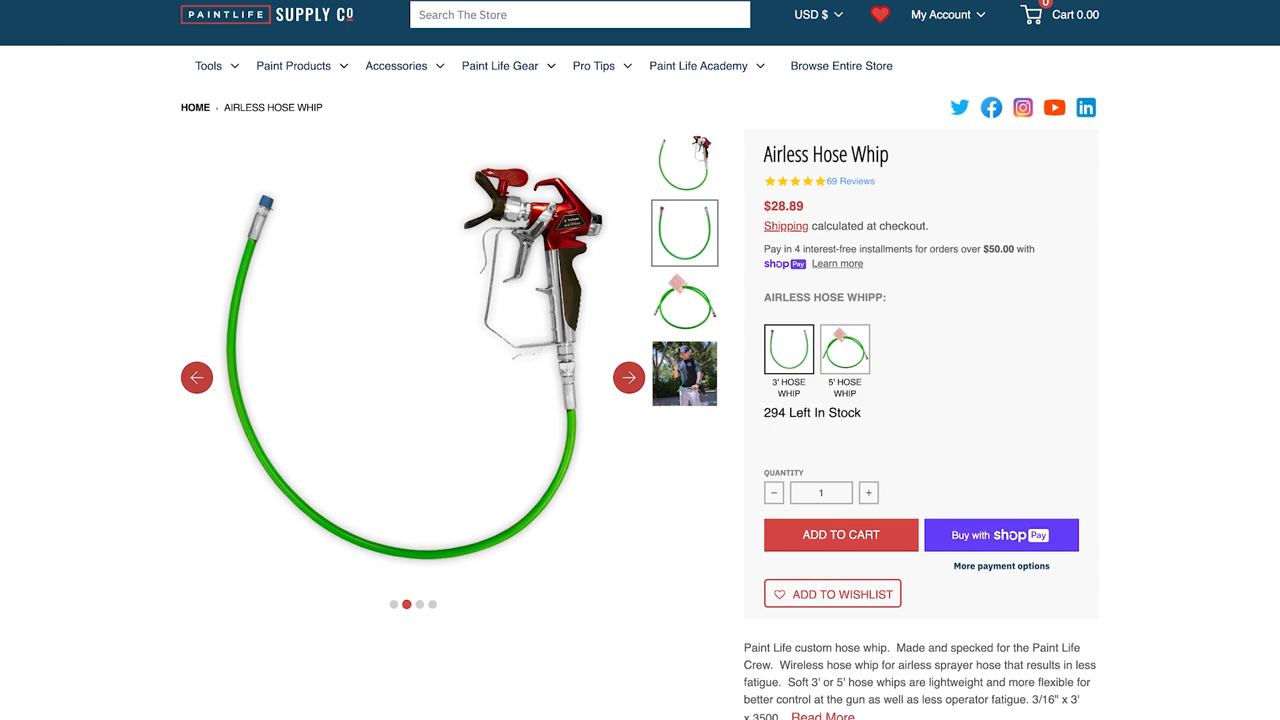 PAINTLIFE SUPPLY CO
Search The Store
USD $
My Account
0
Cart 0.00
Tools
Paint Products
Accessories
Paint Life Gear
Pro Tips
Paint Life Academy
Browse Entire Store
HOME › AIRLESS HOSE WHIP
Airless Hose Whip
69 Reviews
$28.89
Shipping calculated at checkout.
Pay in 4 interest-free installments for orders over $50.00 with
shop Pay Learn more
AIRLESS HOSE WHIPP:
3' HOSE WHIP
5' HOSE WHIP
294 Left In Stock
QUANTITY
− 1 +
ADD TO CART
Buy with shop Pay
More payment options
ADD TO WISHLIST
Paint Life custom hose whip. Made and specked for the Paint Life
Crew. Wireless hose whip for airless sprayer hose that results in less
fatigue. Soft 3' or 5' hose whips are lightweight and more flexible for
better control at the gun as well as less operator fatigue. 3/16" x 3'
x 3500... Read More